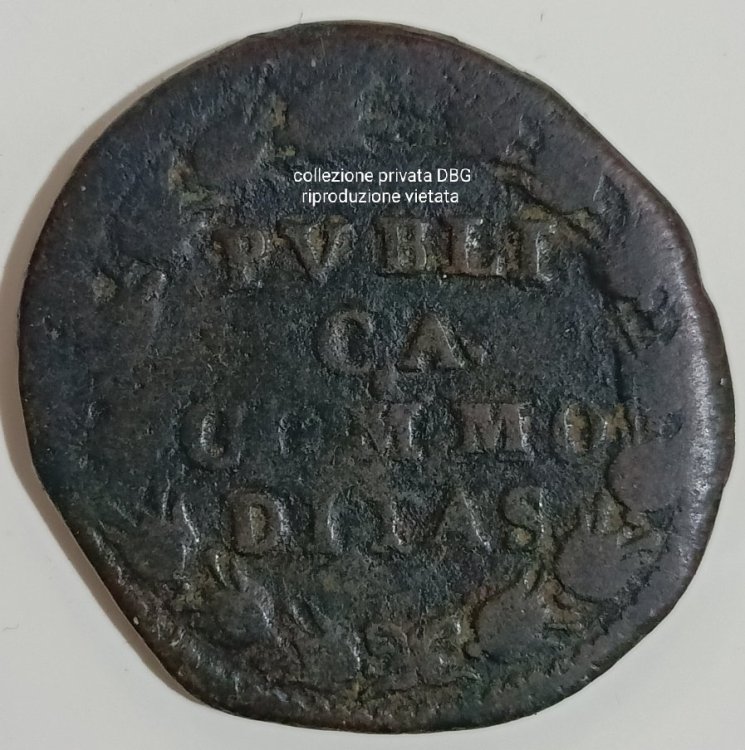 collezione privata DBG
riproduzione vietata
PVBLI
CA
COMMO
DITAS